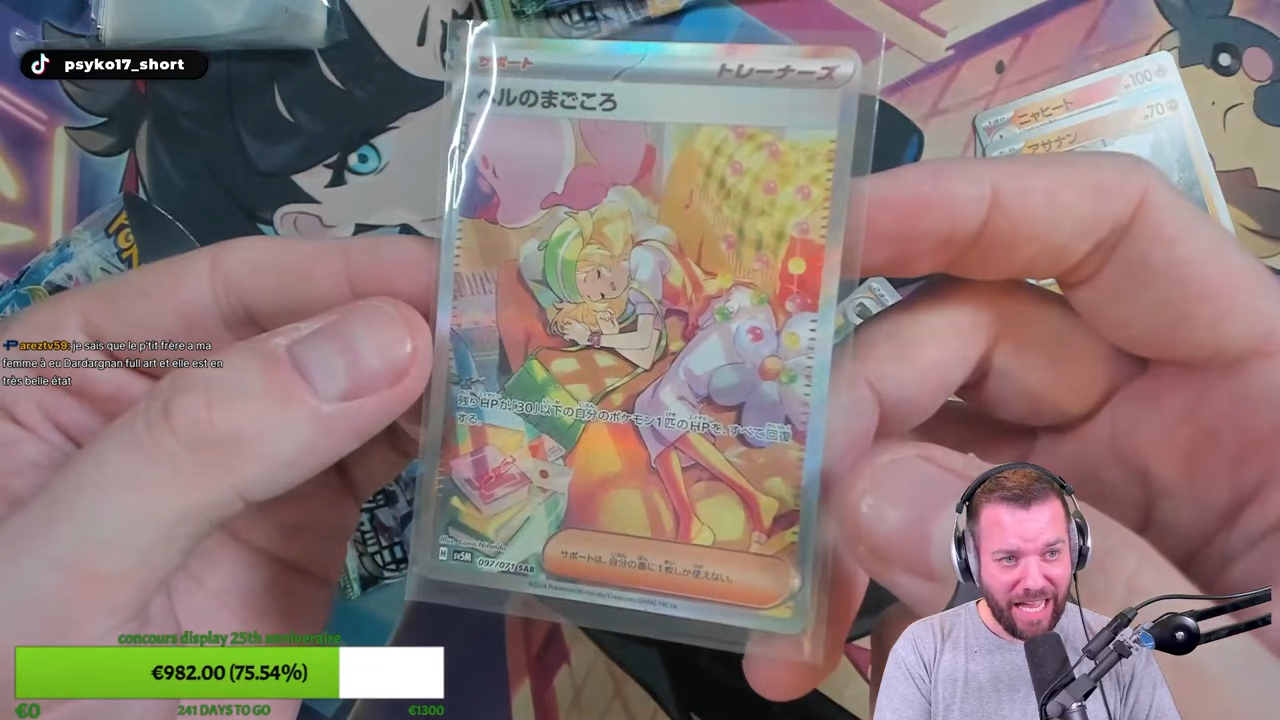 psyko17_short
サポート
トレーナーズ
ベルのまごころ
100
ニャヒート
70
アサナン
残りHPが「30」以下の自分のポケモン1匹のHPを、すべて回復
する。
H sv5M 097/071 SAR
サポートは、自分の番に1枚しか使えない。
areztv59: je sais que le p'tit frère a ma
femme à eu Dardargnan full art et elle est en
très belle état
concours display 25th anniveraire
€982.00 (75.54%)
€0
241 DAYS TO GO
€1300